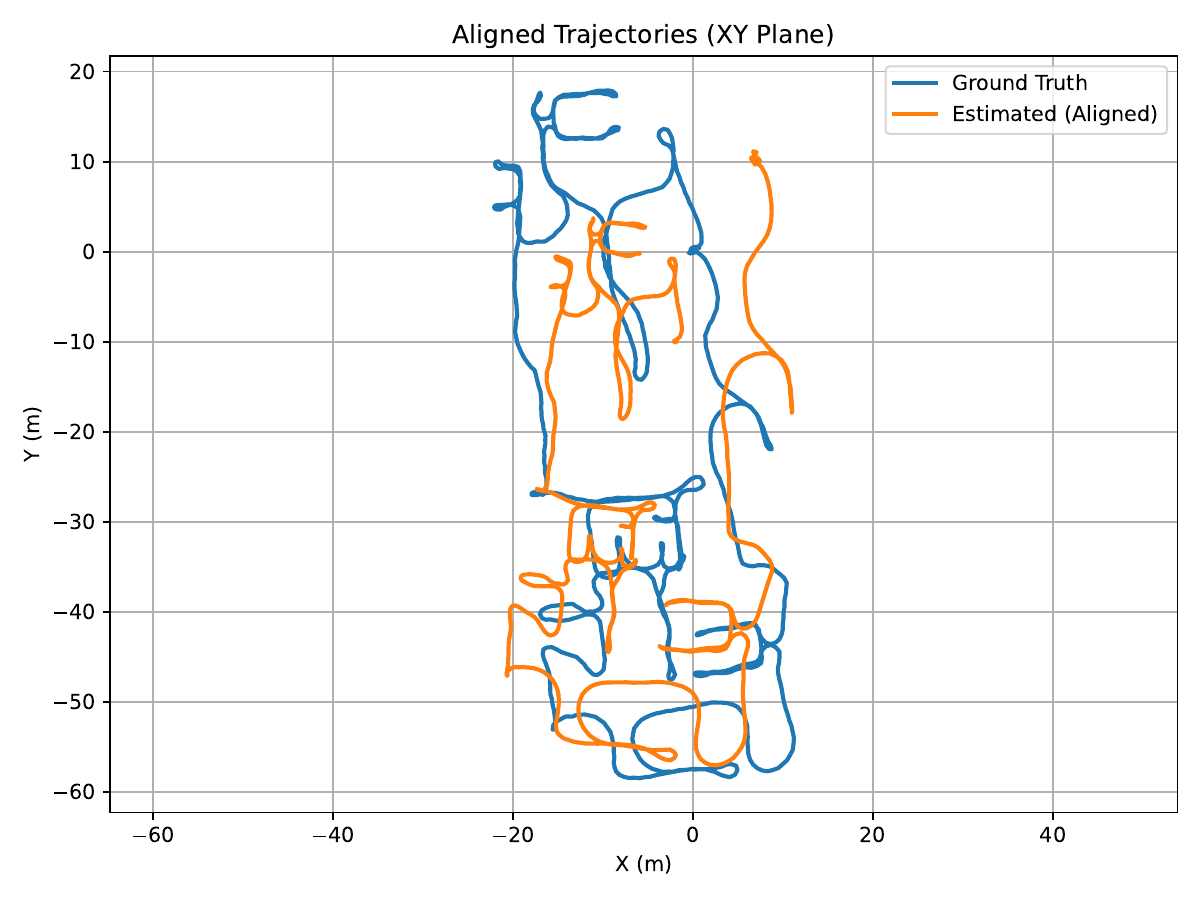 Aligned Trajectories (XY Plane)
Ground Truth
Estimated (Aligned)
20
10
0
−10
−20
−30
−40
−50
−60
Y (m)
−60 −40 −20 0 20 40
X (m)